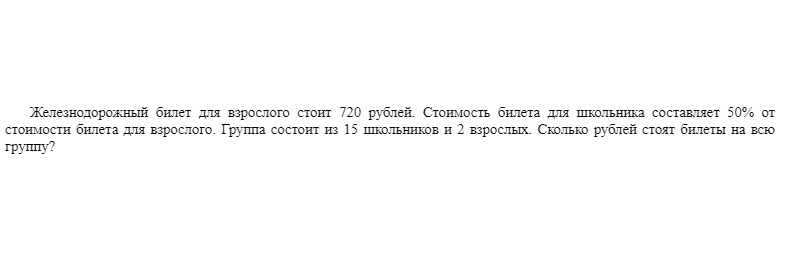 Железнодорожный билет для взрослого стоит 720 рублей. Стоимость билета для школьника составляет 50% от
стоимости билета для взрослого. Группа состоит из 15 школьников и 2 взрослых. Сколько рублей стоят билеты на всю
группу?